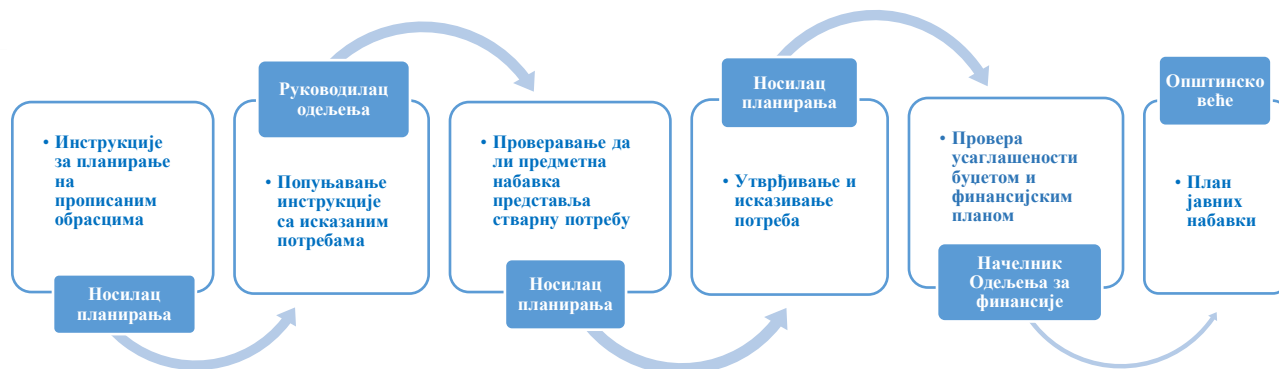 • Инструкције
за планирање
на
прописаним
обрасцима
Носилац
планирања
Руководилац
одељења
• Попуњавање
инструкције
са исказаним
потребама
• Проверавање да
ли предметна
набавка
представља
стварну потребу
Носилац
планирања
Носилац
планирања
• Утврђивање и
исказивање
потреба
• Провера
усаглашености
буџетом и
финансијским
планом
Начелник
Одељења за
финансије
Општинско
веће
• План
јавних
набавки